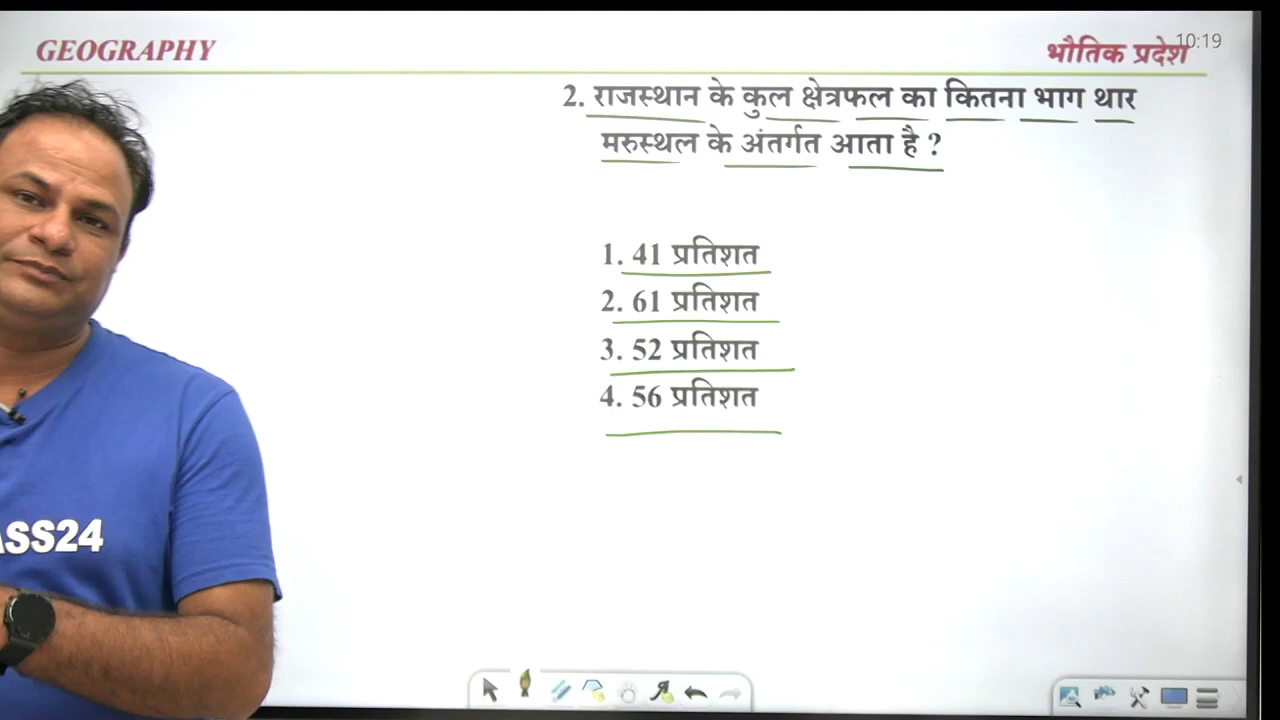 GEOGRAPHY
भौतिक प्रदेश
10:19
2. राजस्थान के कुल क्षेत्रफल का कितना भाग थार
मरुस्थल के अंतर्गत आता है ?
1. 41 प्रतिशत
2. 61 प्रतिशत
3. 52 प्रतिशत
4. 56 प्रतिशत
ASS24